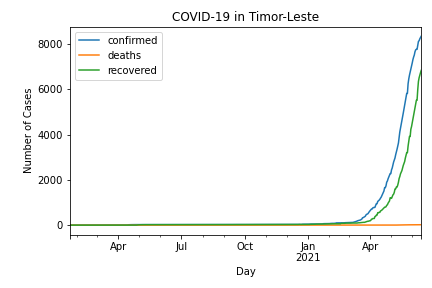 COVID-19 in Timor-Leste
confirmed
deaths
recovered
Number of Cases
8000
6000
4000
2000
0
Apr
Jul
Oct
Jan
2021
Apr
Day